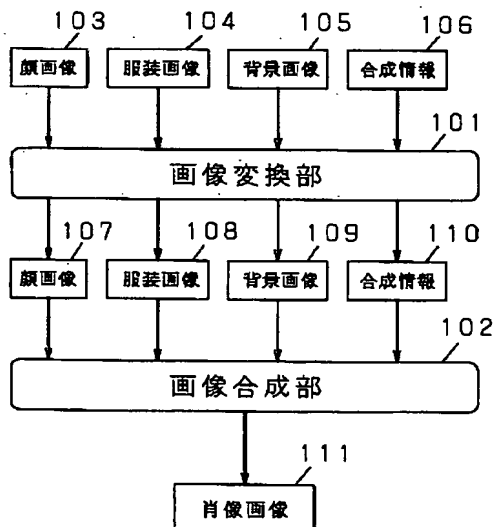 103 104 105 106
顔画像 服装画像 背景画像 合成情報
101
画像変換部
107 108 109 110
顔画像 服装画像 背景画像 合成情報
102
画像合成部
111
肖像画像